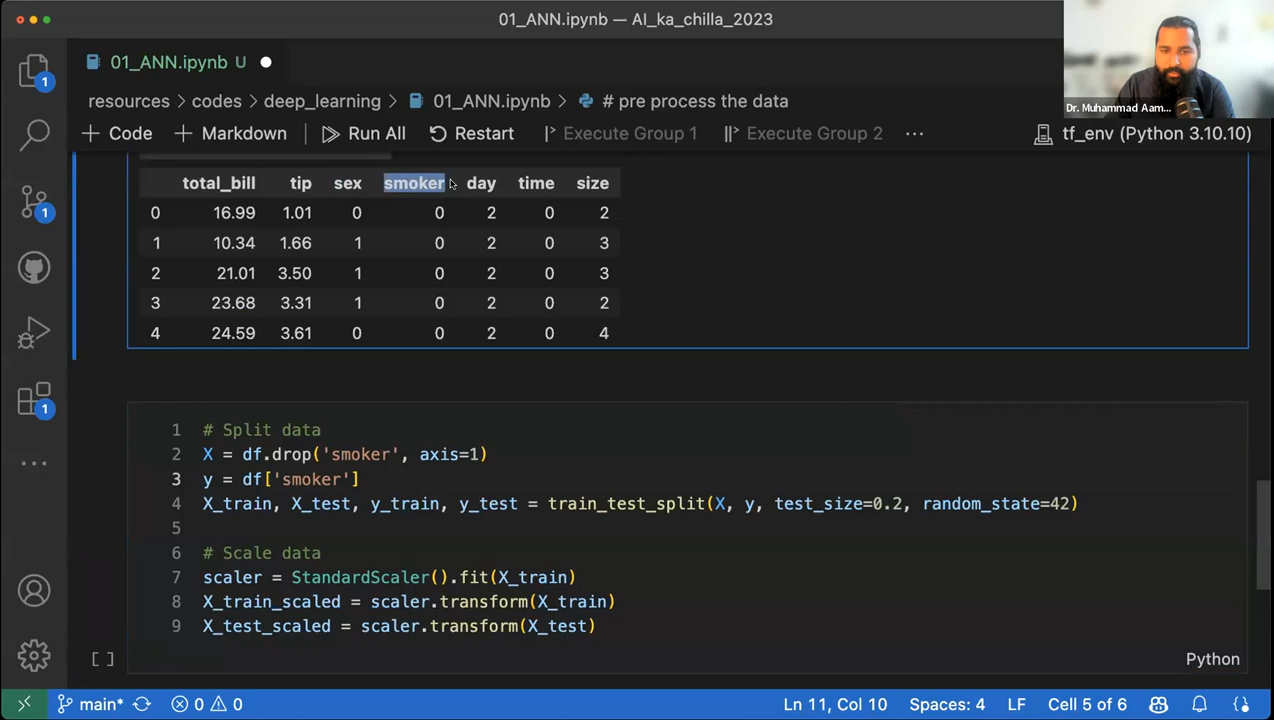 01_ANN.ipynb — AI_ka_chilla_2023
01_ANN.ipynb U
Dr. Muhammad Aam...
resources > codes > deep_learning > 01_ANN.ipynb > # pre process the data
+ Code + Markdown Run All Restart Execute Group 1 Execute Group 2 ... tf_env (Python 3.10.10)
total_bill tip sex smoker day time size
0 16.99 1.01 0 0 2 0 2
1 10.34 1.66 1 0 2 0 3
2 21.01 3.50 1 0 2 0 3
3 23.68 3.31 1 0 2 0 2
4 24.59 3.61 0 0 2 0 4
1 # Split data
2 X = df.drop('smoker', axis=1)
3 y = df['smoker']
4 X_train, X_test, y_train, y_test = train_test_split(X, y, test_size=0.2, random_state=42)
5
6 # Scale data
7 scaler = StandardScaler().fit(X_train)
8 X_train_scaled = scaler.transform(X_train)
9 X_test_scaled = scaler.transform(X_test)
[ ] Python
1
1
1
main* 0 0 Ln 11, Col 10 Spaces: 4 LF Cell 5 of 6